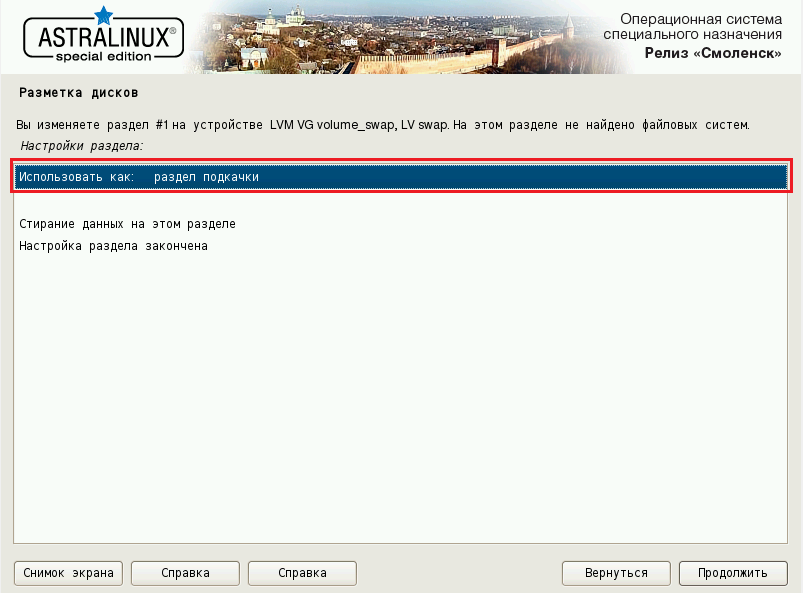 ASTRALINUX®
special edition
Операционная система
специального назначения
Релиз «Смоленск»
Разметка дисков
Вы изменяете раздел #1 на устройстве LVM VG volume_swap, LV swap. На этом разделе не найдено файловых систем.
Настройки раздела:
Использовать как: раздел подкачки
Стирание данных на этом разделе
Настройка раздела закончена
Снимок экрана
Справка
Справка
Вернуться
Продолжить